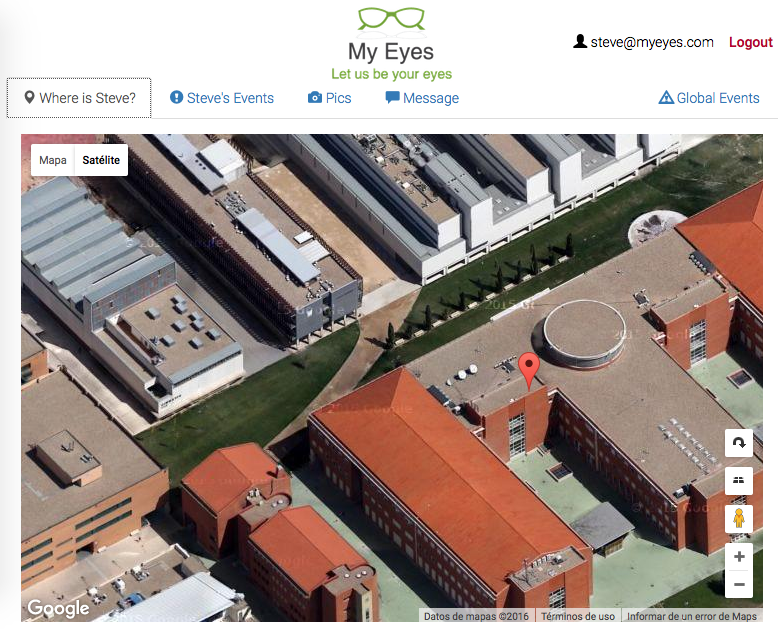 My Eyes
Let us be your eyes
steve@myeyes.com
Logout
Where is Steve?
Steve's Events
Pics
Message
Global Events
Mapa
Satélite
Google
Datos de mapas ©2016
Términos de uso
Informar de un error de Maps